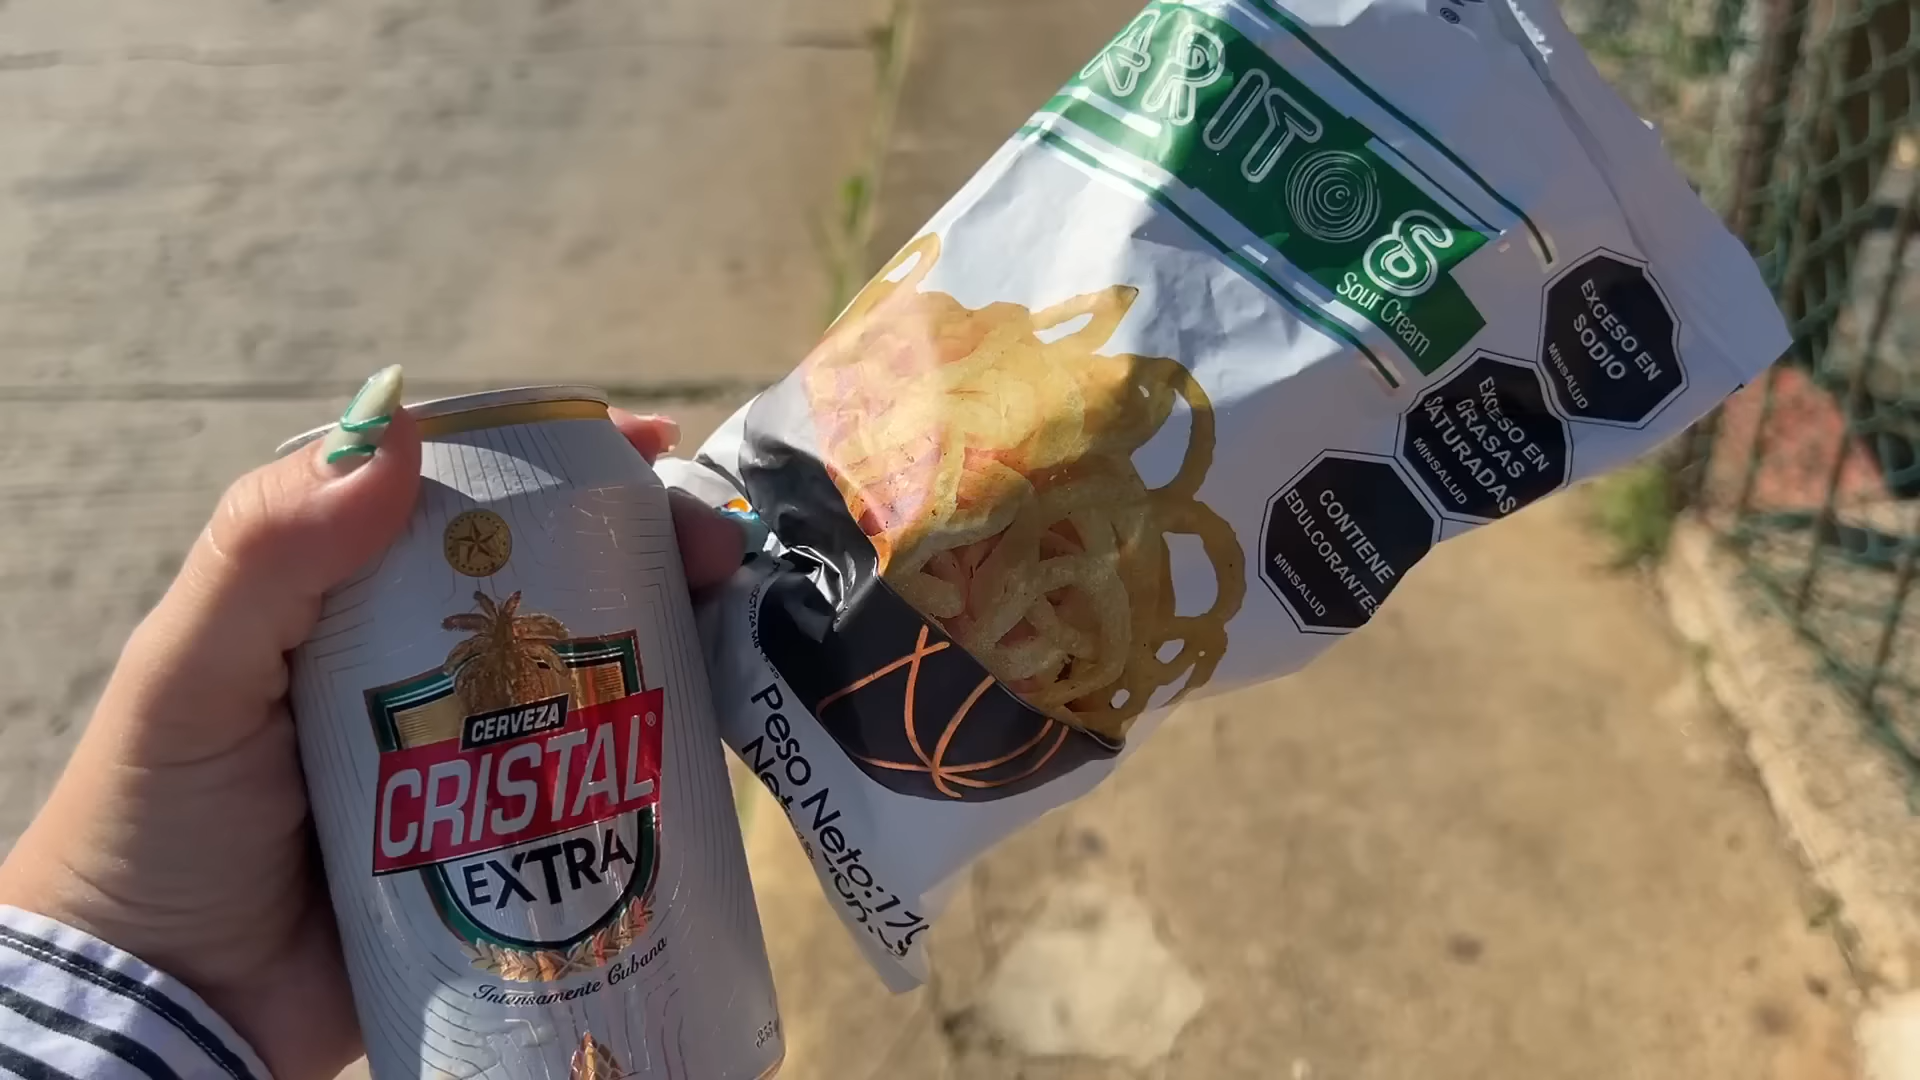 CERVEZA
CRISTAL®
EXTRA
Intensamente Cubana
ARITOS
Sour Cream
EXCESO EN
SODIO
MINSALUD
EXCESO EN
GRASAS
SATURADAS
MINSALUD
CONTIENE
EDULCORANTES
MINSALUD
Peso Neto: